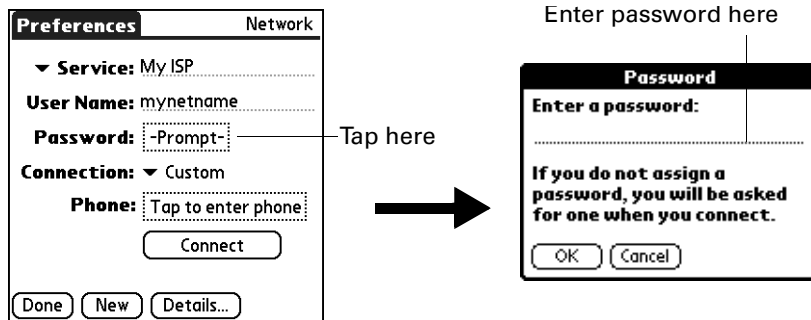 Preferences Network
Service: My ISP
User Name: mynetname
Password: -Prompt-
Tap here
Connection: Custom
Phone: Tap to enter phone
Connect
Done New Details...
Enter password here
Password
Enter a password:
If you do not assign a
password, you will be asked
for one when you connect.
OK Cancel